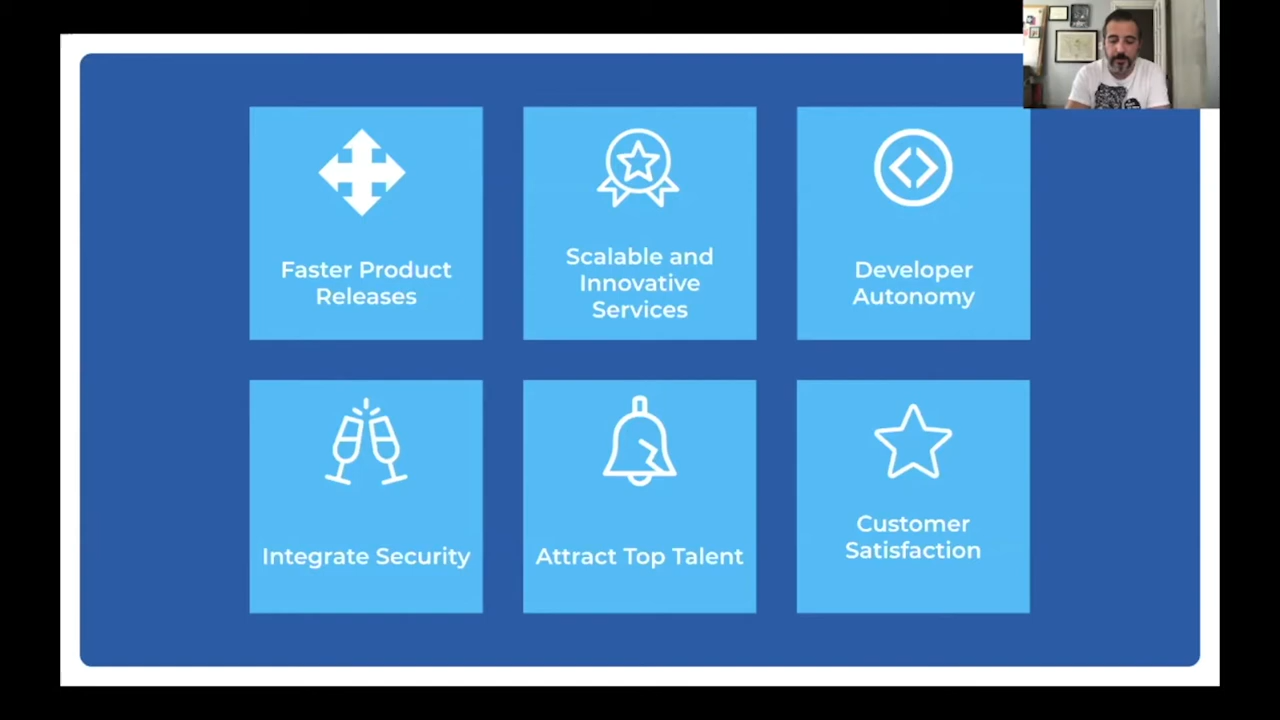 Faster Product
Releases
Scalable and
Innovative
Services
Developer
Autonomy
Integrate Security
Attract Top Talent
Customer
Satisfaction